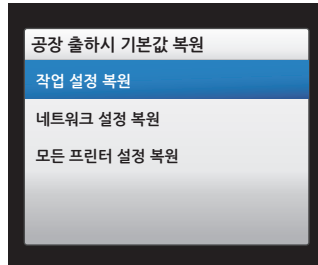 공장 출하시 기본값 복원
작업 설정 복원
네트워크 설정 복원
모든 프린터 설정 복원